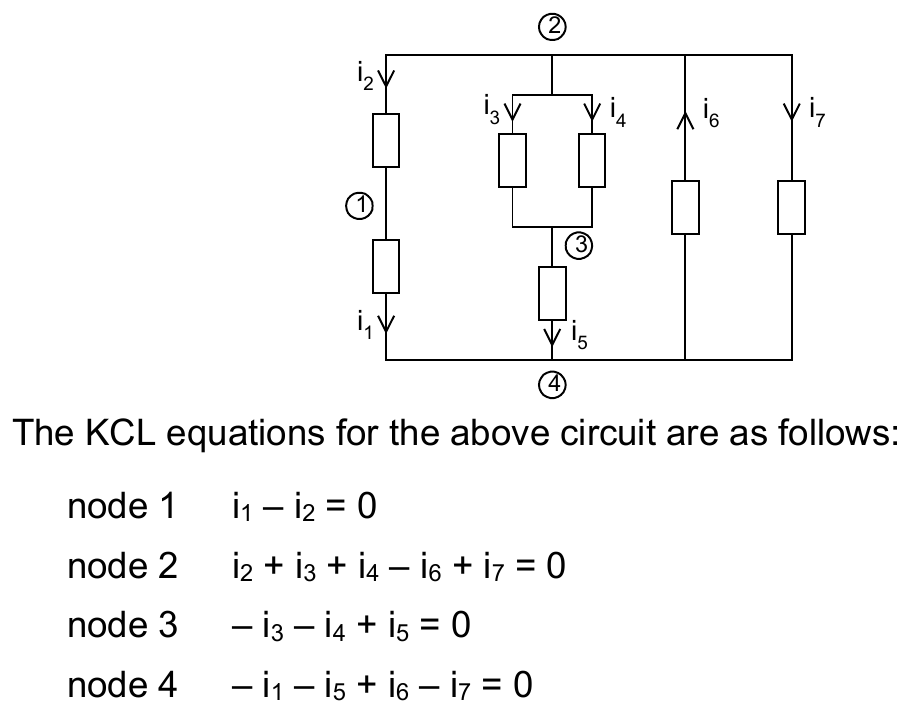 ②
i₂
i₃
i₄
i₆
i₇
①
③
i₁
i₅
④
The KCL equations for the above circuit are as follows:
node 1 i₁ – i₂ = 0
node 2 i₂ + i₃ + i₄ – i₆ + i₇ = 0
node 3 – i₃ – i₄ + i₅ = 0
node 4 – i₁ – i₅ + i₆ – i₇ = 0